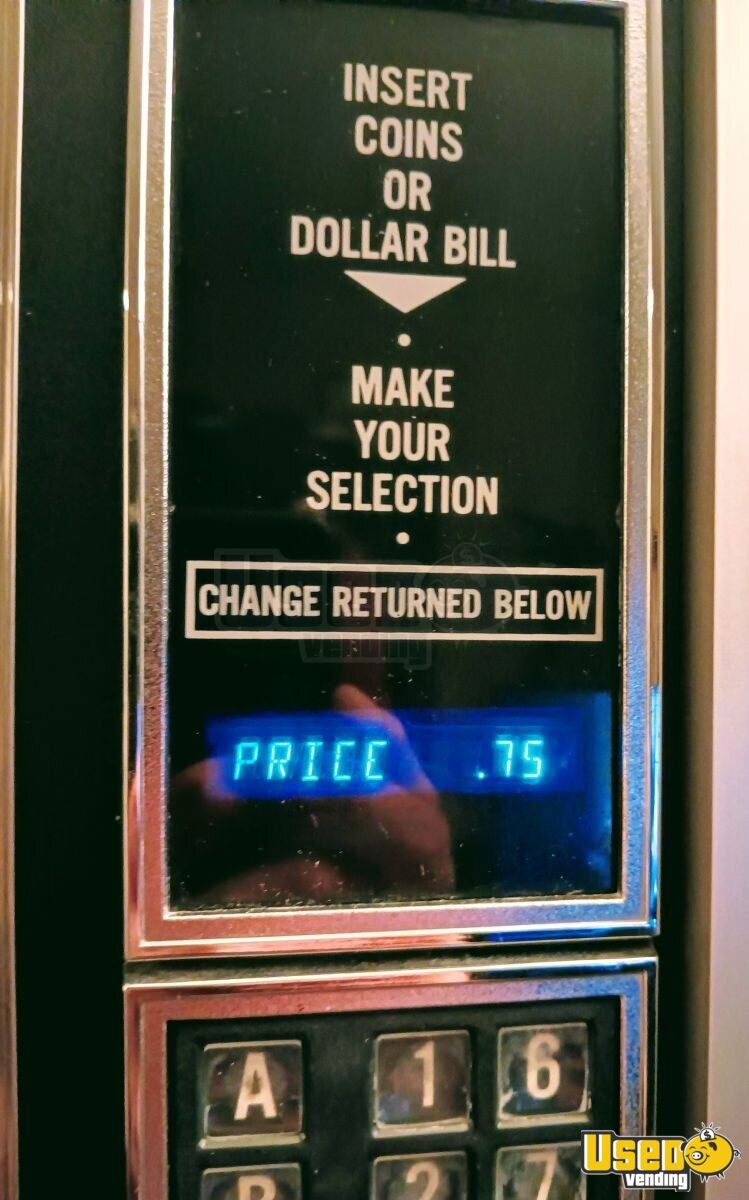 INSERT
COINS
OR
DOLLAR BILL
MAKE
YOUR
SELECTION
CHANGE RETURNED BELOW
PRICE .75
A 1 6
B 2 7
USED
vending